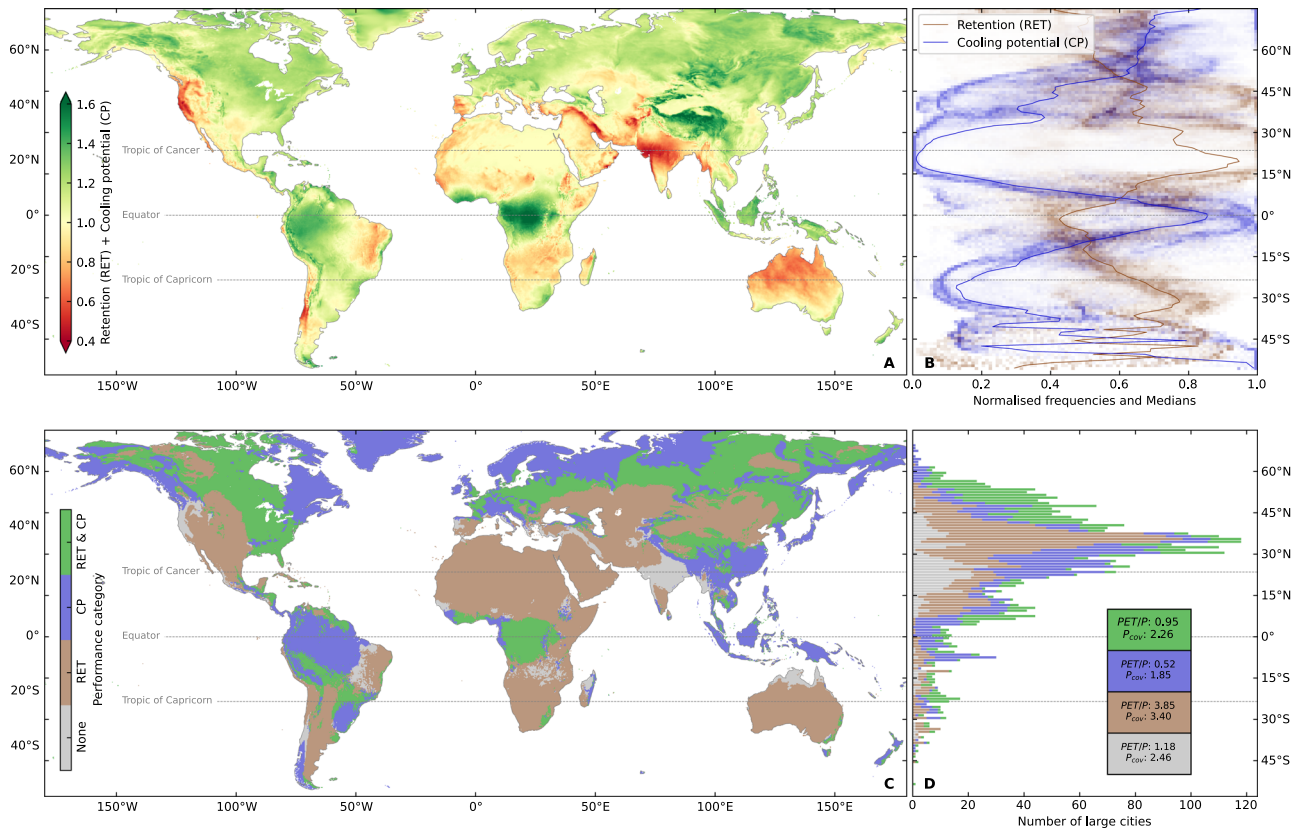 60°N
40°N
20°N
0°
20°S
40°S
1.6
1.4
1.2
1.0
0.8
0.6
0.4
Retention (RET) + Cooling potential (CP)
Tropic of Cancer
Equator
Tropic of Capricorn
A
150°W
100°W
50°W
0°
50°E
100°E
150°E
Retention (RET)
Cooling potential (CP)
60°N
45°N
30°N
15°N
0°
15°S
30°S
45°S
B
0.0
0.2
0.4
0.6
0.8
1.0
Normalised frequencies and Medians
60°N
40°N
20°N
0°
20°S
40°S
RET & CP
CP
RET
None
Performance category
Tropic of Cancer
Equator
Tropic of Capricorn
C
150°W
100°W
50°W
0°
50°E
100°E
150°E
60°N
45°N
30°N
15°N
0°
15°S
30°S
45°S
PET/P: 0.95
Pcov: 2.26
PET/P: 0.52
Pcov: 1.85
PET/P: 3.85
Pcov: 3.40
PET/P: 1.18
Pcov: 2.46
D
0
20
40
60
80
100
120
Number of large cities